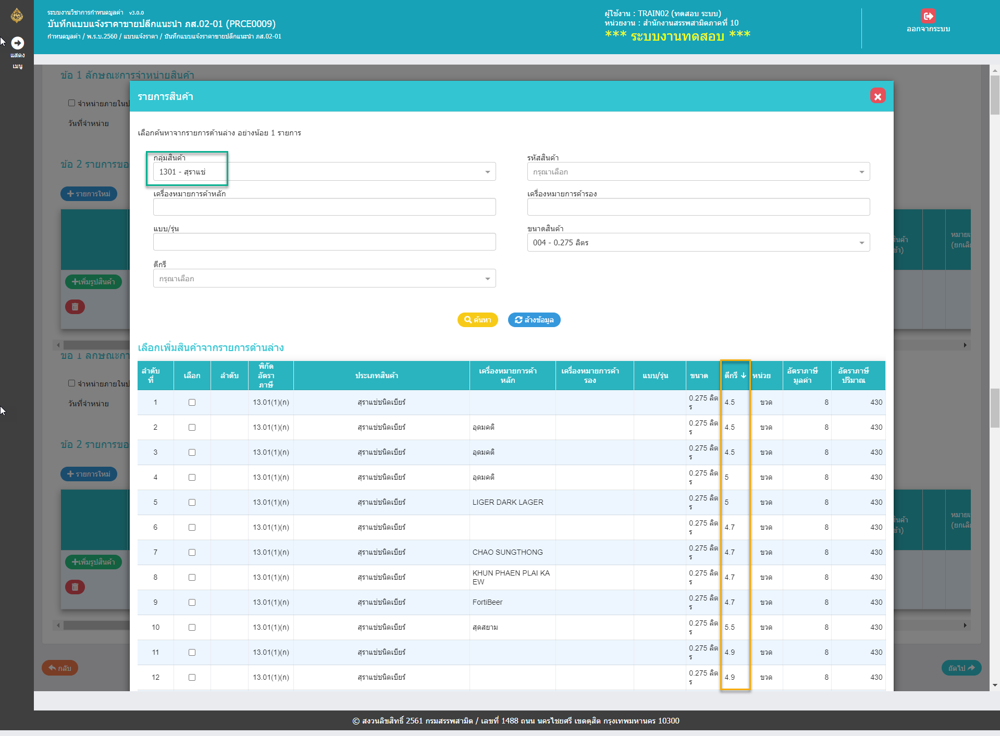 ระบบงานวิชาการกำหนดมูลค่า v3.0.0
บันทึกแบบแจ้งราคาขายปลีกแนะนำ ภส.02-01 (PRCE0009)
กำหนดมูลค่า / พ.ร.บ.2560 / แบบแจ้งราคา / บันทึกแบบแจ้งราคาขายปลีกแนะนำ ภส.02-01
ผู้ใช้งาน : TRAIN02 (ทดสอบ ระบบ)
หน่วยงาน : สำนักงานสรรพสามิตภาคที่ 10
*** ระบบงานทดสอบ ***
ออกจากระบบ
แสดง
เมนู
ข้อ 1 ลักษณะการจำหน่ายสินค้า
จำหน่ายภายในป
วันที่จำหน่าย
ข้อ 2 รายการขอ
รายการใหม่
เพิ่มรูปสินค้า
ข้อ 1 ลักษณะกา
จำหน่ายภายในป
วันที่จำหน่าย
ข้อ 2 รายการขอ
รายการใหม่
เพิ่มรูปสินค้า
กลับ
ถัดไป
รายการสินค้า
เลือกค้นหาจากรายการด้านล่าง อย่างน้อย 1 รายการ
กลุ่มสินค้า
1301 - สุราแช่
รหัสสินค้า
กรุณาเลือก
เครื่องหมายการค้าหลัก
เครื่องหมายการค้ารอง
แบบ/รุ่น
ขนาดสินค้า
004 - 0.275 ลิตร
ดีกรี
กรุณาเลือก
ค้นหา ล้างข้อมูล
เลือกเพิ่มสินค้าจากรายการด้านล่าง
ลำดับที่ เลือก ลำดับ พิกัดอัตราภาษี ประเภทสินค้า เครื่องหมายการค้าหลัก เครื่องหมายการค้ารอง แบบ/รุ่น ขนาด ดีกรี ↓ หน่วย อัตราภาษีมูลค่า อัตราภาษีปริมาณ
1 13.01(1)(ก) สุราแช่ชนิดเบียร์ 0.275 ลิตร 4.5 ขวด 8 430
2 13.01(1)(ก) สุราแช่ชนิดเบียร์ อุดมคติ 0.275 ลิตร 4.5 ขวด 8 430
3 13.01(1)(ก) สุราแช่ชนิดเบียร์ อุดมคติ 0.275 ลิตร 4.5 ขวด 8 430
4 13.01(1)(ก) สุราแช่ชนิดเบียร์ อุดมคติ 0.275 ลิตร 5 ขวด 8 430
5 13.01(1)(ก) สุราแช่ชนิดเบียร์ LIGER DARK LAGER 0.275 ลิตร 5 ขวด 8 430
6 13.01(1)(ก) สุราแช่ชนิดเบียร์ 0.275 ลิตร 4.7 ขวด 8 430
7 13.01(1)(ก) สุราแช่ชนิดเบียร์ CHAO SUNGTHONG 0.275 ลิตร 4.7 ขวด 8 430
8 13.01(1)(ก) สุราแช่ชนิดเบียร์ KHUN PHAEN PLAI KAEW 0.275 ลิตร 4.7 ขวด 8 430
9 13.01(1)(ก) สุราแช่ชนิดเบียร์ FortiBeer 0.275 ลิตร 4.7 ขวด 8 430
10 13.01(1)(ก) สุราแช่ชนิดเบียร์ สุดสยาม 0.275 ลิตร 5.5 ขวด 8 430
11 13.01(1)(ก) สุราแช่ชนิดเบียร์ 0.275 ลิตร 4.9 ขวด 8 430
12 13.01(1)(ก) สุราแช่ชนิดเบียร์ 0.275 ลิตร 4.9 ขวด 8 430
© สงวนลิขสิทธิ์ 2561 กรมสรรพสามิต / เลขที่ 1488 ถนน นครไชยศรี เขตดุสิต กรุงเทพมหานคร 10300